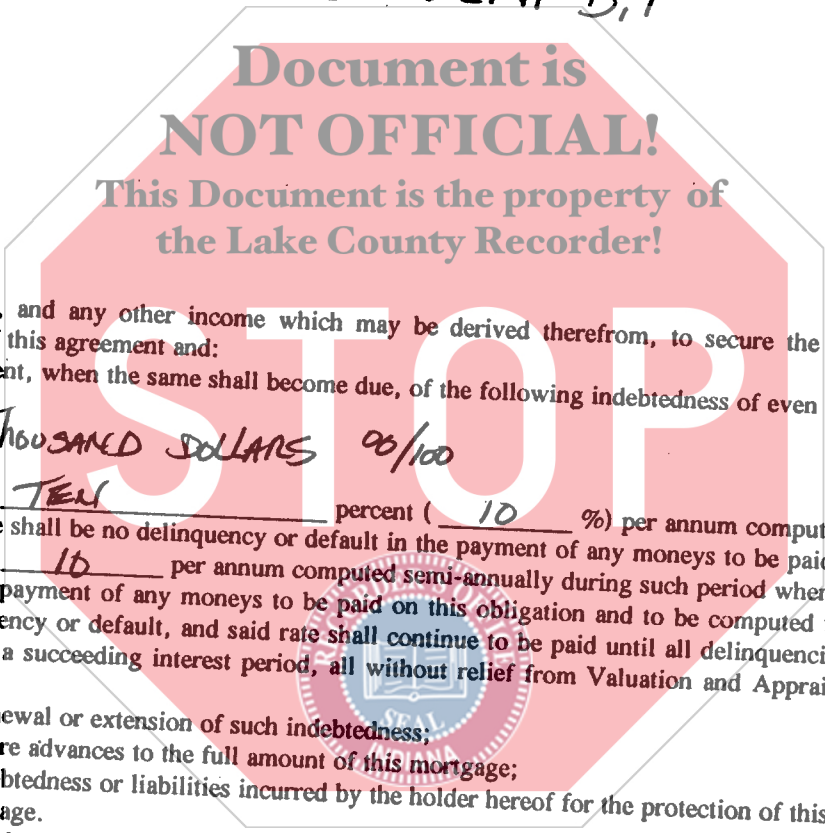 Document is
NOT OFFICIAL!
This Document is the property of
the Lake County Recorder!
STOP
and any other income which may be derived therefrom, to secure the
this agreement and:
nt, when the same shall become due, of the following indebtedness of even
THOUSAND DOLLARS 00/100
TEN percent ( 10 %) per annum comput
e shall be no delinquency or default in the payment of any moneys to be paid
10 per annum computed semi-annually during such period when
payment of any moneys to be paid on this obligation and to be computed
ency or default, and said rate shall continue to be paid until all delinquenci
a succeeding interest period, all without relief from Valuation and Apprai
ewal or extension of such indebtedness;
re advances to the full amount of this mortgage;
btedness or liabilities incurred by the holder hereof for the protection of this
age.
SEAL
INDIANA